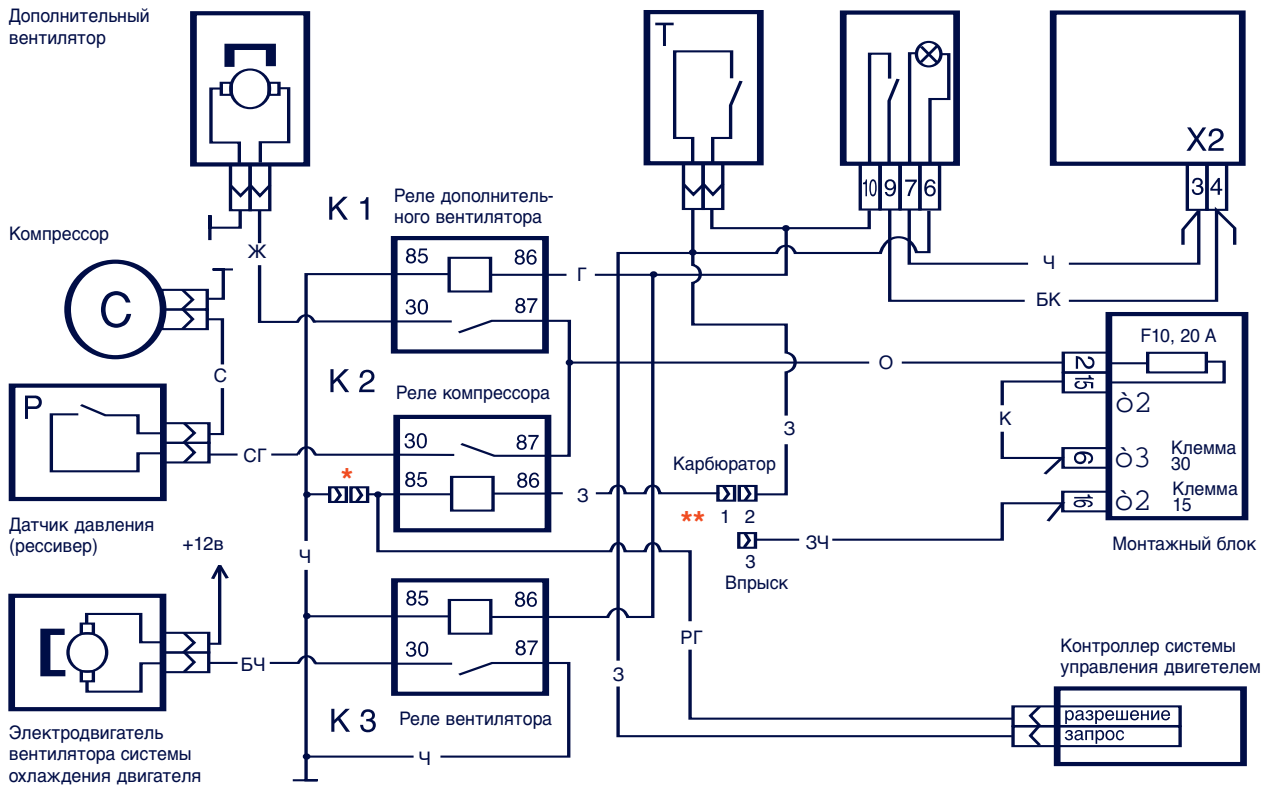 Дополнительный
вентилятор
T
X2
10 9 7 6
3 4
К 1
Реле дополнитель-
ного вентилятора
Компрессор
Ж
85 86
Г
Ч
БК
C
30 87
F10, 20 А
О
2
15
ò2
С
К 2
Реле компрессора
P
К
З
30 87
СГ
Карбюратор
6
ò3
Клемма
30
*
85 86
З
**
1 2
16
ò2
Клемма
15
Датчик давления
(рессивер)
+12в
Ч
ЗЧ
3
Впрыск
Монтажный блок
85 86
РГ
30 87
БЧ
З
Контроллер системы
управления двигетелем
К 3
Реле вентилятора
разрешение
запрос
Электродвигатель
вентилятора системы
охлаждения двигателя
Ч